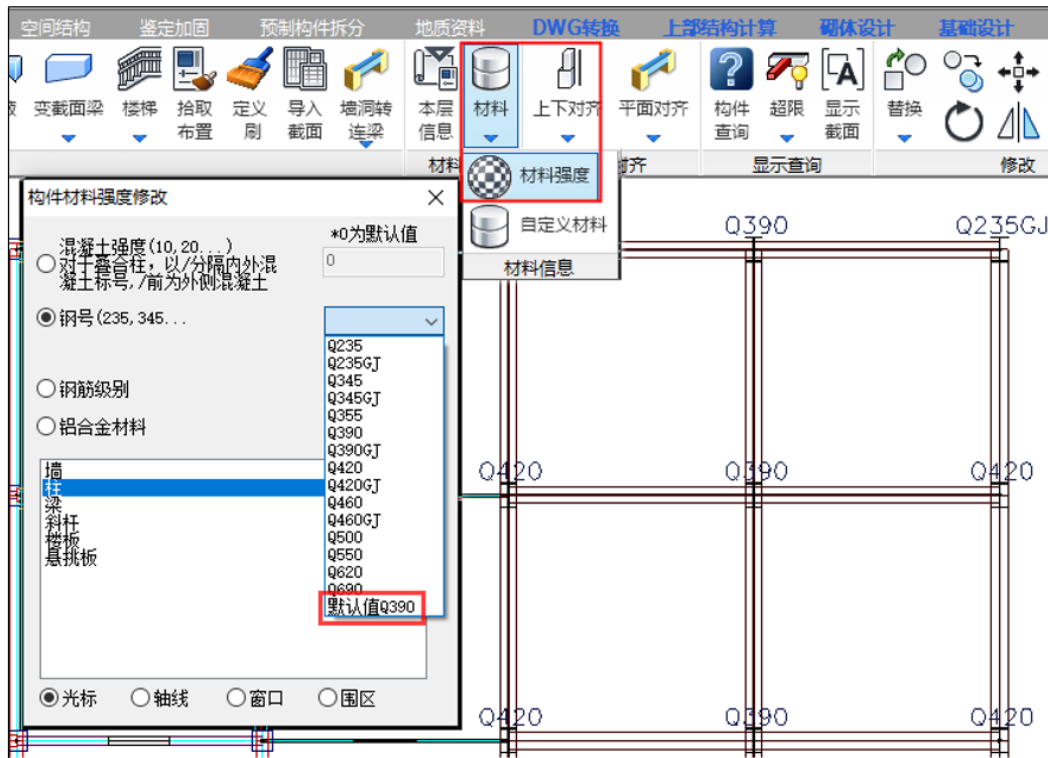 空间结构 鉴定加固 预制构件拆分 地质资料 DWG转换 上部结构计算 砌体设计 基础设计
变截面梁 楼梯 拾取 定义 导入 墙洞转 本层 材料 上下对齐 平面对齐 构件 超限 显示 替换
布置 刷 截面 连梁 信息 查询 截面
显示查询 修改
材料强度
自定义材料
材料信息
构件材料强度修改
*0为默认值
混凝土强度(10,20...)
对于叠合柱，以/分隔内外混
凝土标号,/前为外侧混凝土
0
钢号(235,345...
Q235
Q235GJ
Q345
Q345GJ
Q355
Q390
Q390GJ
Q420
Q420GJ
Q460
Q460GJ
Q500
Q550
Q620
Q690
默认值Q390
钢筋级别
铝合金材料
墙
柱
梁
斜杆
楼板
悬挑板
光标 轴线 窗口 围区
Q390 Q235GJ
Q420 Q390 Q420
Q420 Q390 Q420